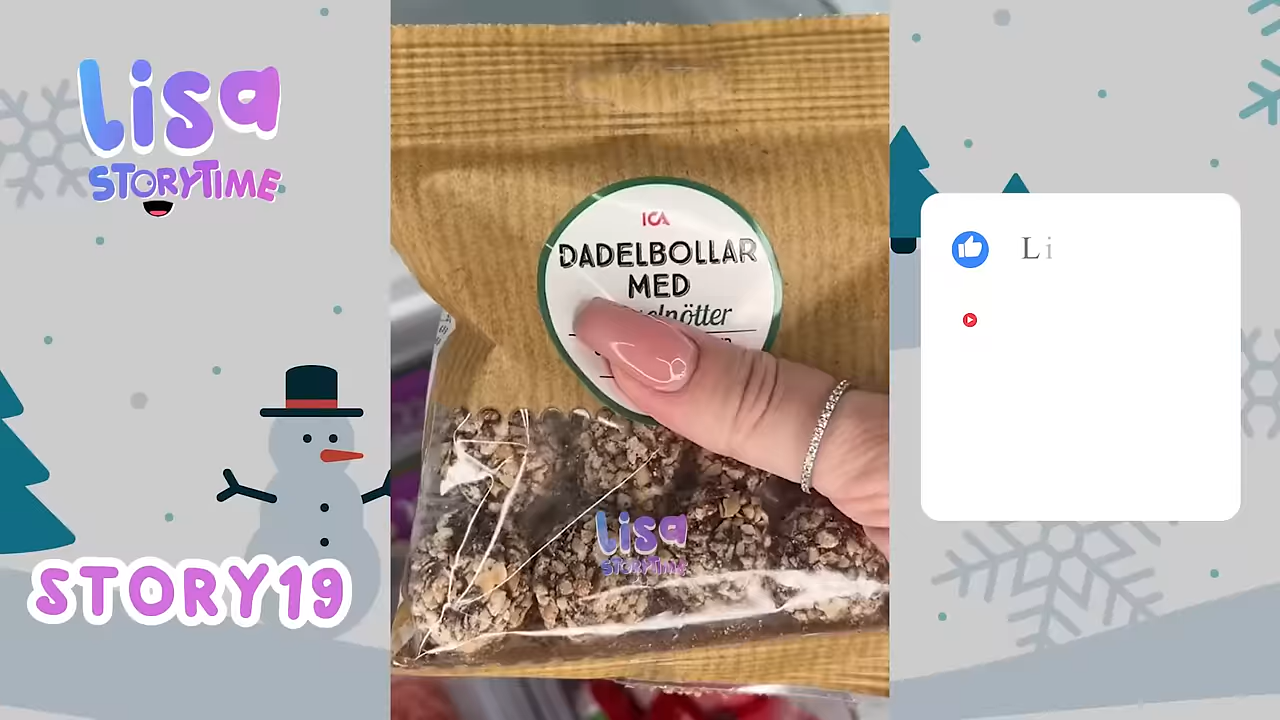 Lisa
STORYTIME
STORY19
ICA
DADELBOLLAR
MED
Lisa
STORYTIME
Li